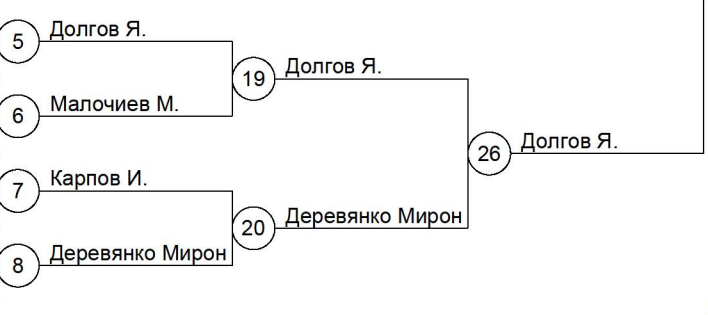 5 Долгов Я.
19 Долгов Я.
6 Малочиев М.
26 Долгов Я.
7 Карпов И.
20 Деревянко Мирон
8 Деревянко Мирон